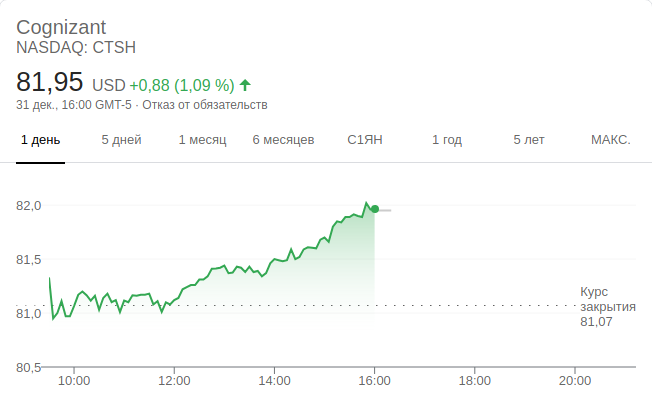 Cognizant
NASDAQ: CTSH
81,95 USD +0,88 (1,09 %)
31 дек., 16:00 GMT-5 · Отказ от обязательств
1 день 5 дней 1 месяц 6 месяцев С1ЯН 1 год 5 лет МАКС.
82,0
81,5
81,0
80,5
Курс
закрытия
81,07
10:00 12:00 14:00 16:00 18:00 20:00